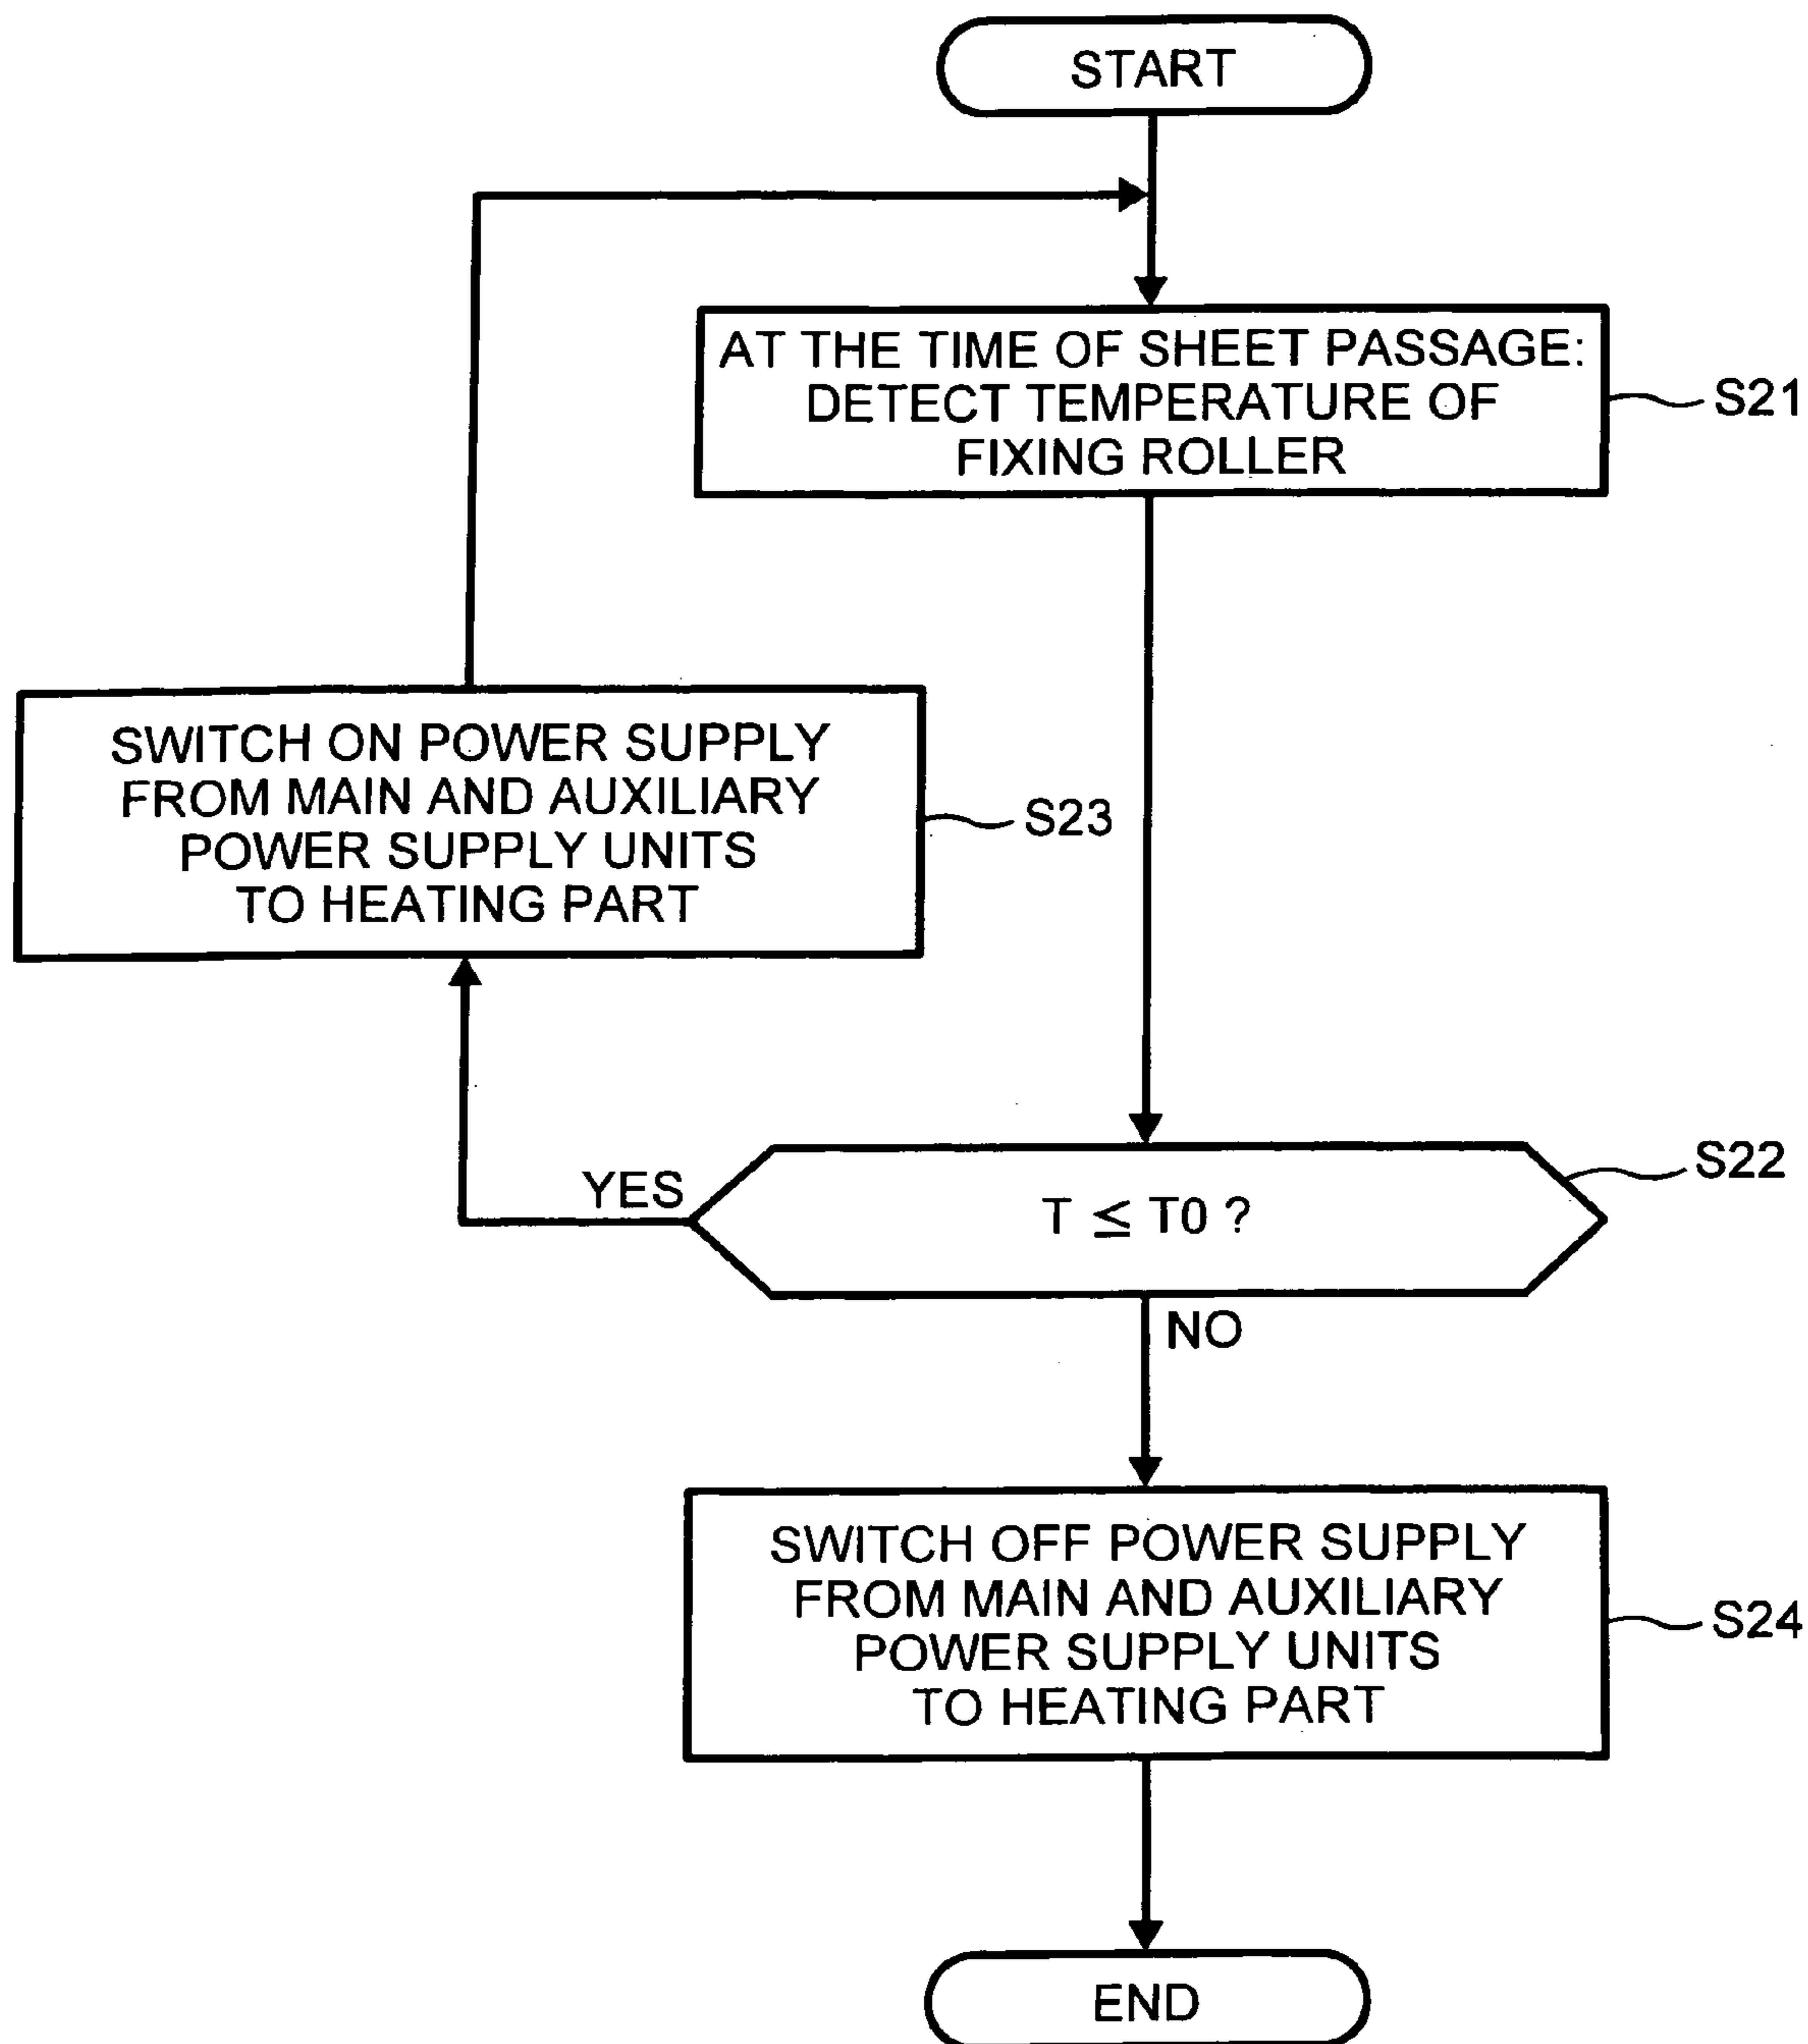 START
AT THE TIME OF SHEET PASSAGE:
DETECT TEMPERATURE OF
FIXING ROLLER
S21
SWITCH ON POWER SUPPLY
FROM MAIN AND AUXILIARY
POWER SUPPLY UNITS
TO HEATING PART
S23
YES
T ≤ T0 ?
S22
NO
SWITCH OFF POWER SUPPLY
FROM MAIN AND AUXILIARY
POWER SUPPLY UNITS
TO HEATING PART
S24
END